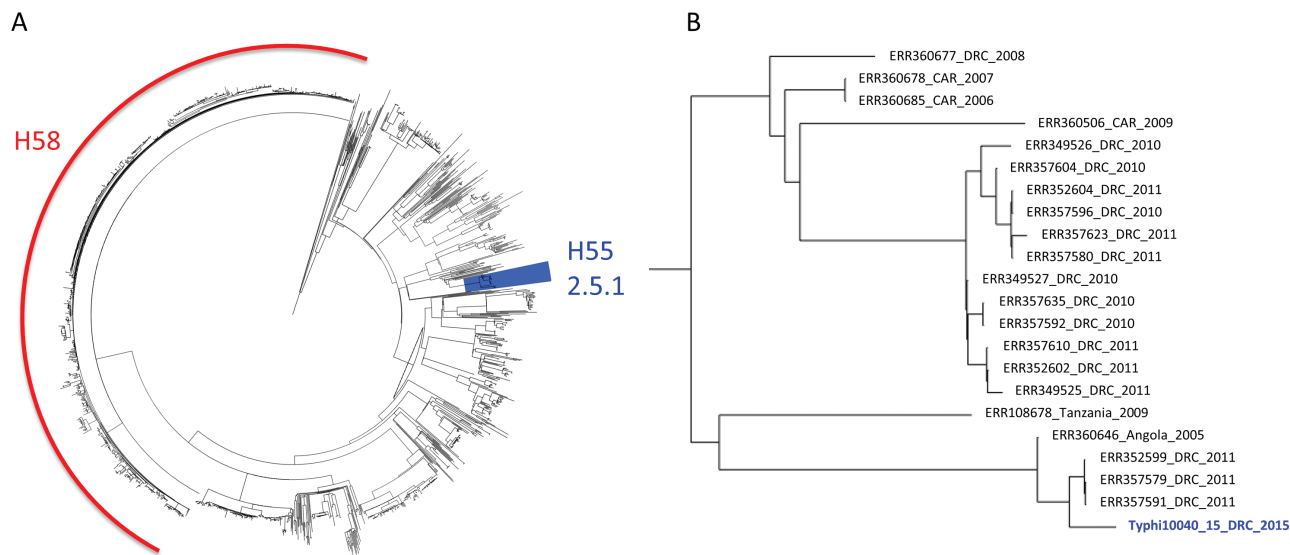 A
H58
H55
2.5.1
B
ERR360677_DRC_2008
ERR360678_CAR_2007
ERR360685_CAR_2006
ERR360506_CAR_2009
ERR349526_DRC_2010
ERR357604_DRC_2010
ERR352604_DRC_2011
ERR357596_DRC_2010
ERR357623_DRC_2011
ERR357580_DRC_2011
ERR349527_DRC_2010
ERR357635_DRC_2010
ERR357592_DRC_2010
ERR357610_DRC_2011
ERR352602_DRC_2011
ERR349525_DRC_2011
ERR108678_Tanzania_2009
ERR360646_Angola_2005
ERR352599_DRC_2011
ERR357579_DRC_2011
ERR357591_DRC_2011
Typhi10040_15_DRC_2015